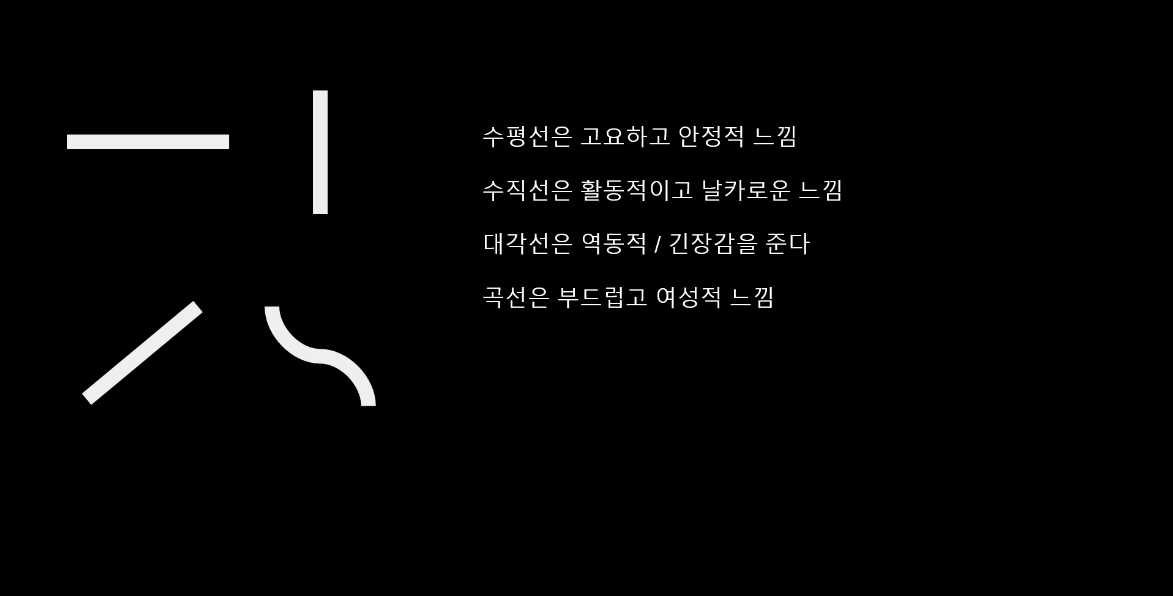 수평선은 고요하고 안정적 느낌
수직선은 활동적이고 날카로운 느낌
대각선은 역동적 / 긴장감을 준다
곡선은 부드럽고 여성적 느낌